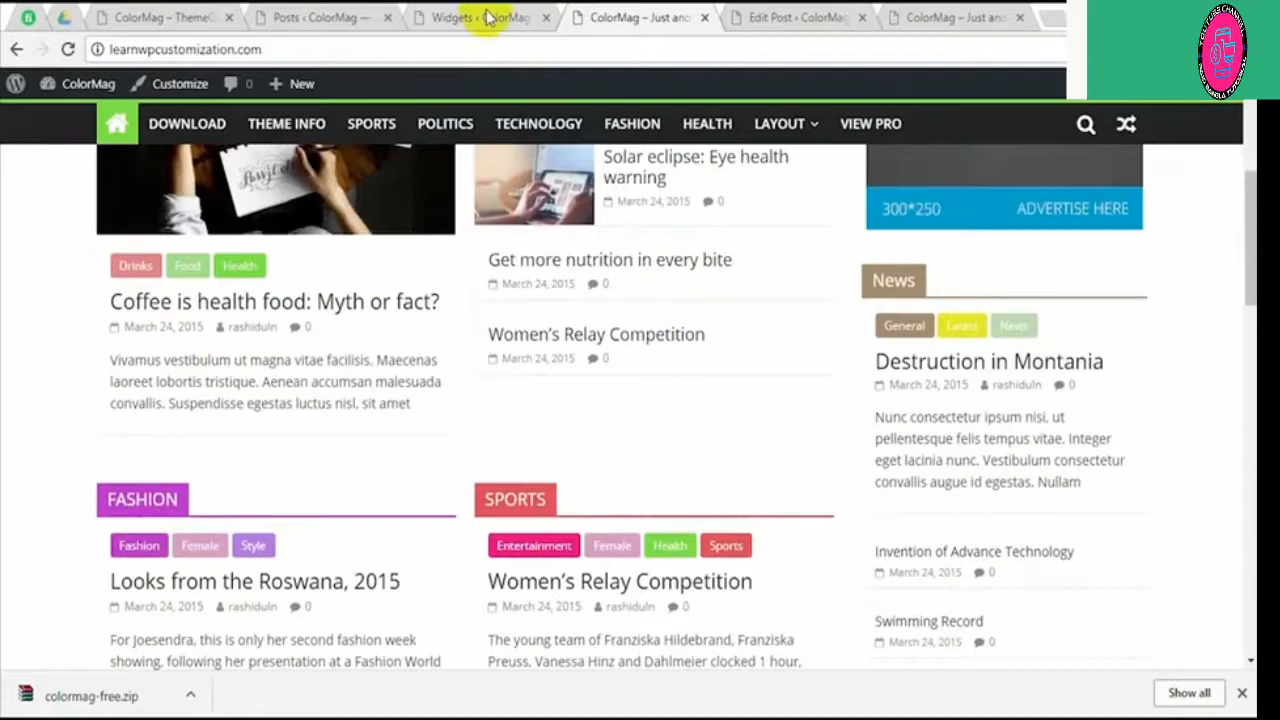 ColorMag – Theme
Posts ‹ ColorMag —
Widgets ‹ ColorMag
ColorMag – Just ano
Edit Post ‹ ColorMag
ColorMag – Just ano
learnwpcustomization.com
ColorMag
Customize
0
New
DOWNLOAD
THEME INFO
SPORTS
POLITICS
TECHNOLOGY
FASHION
HEALTH
LAYOUT
VIEW PRO
Drinks
Food
Health
Coffee is health food: Myth or fact?
March 24, 2015 rashiduln 0
Vivamus vestibulum ut magna vitae facilisis. Maecenas
laoreet lobortis tristique. Aenean accumsan malesuada
convallis. Suspendisse egestas luctus nisl, sit amet
Solar eclipse: Eye health
warning
March 24, 2015 0
Get more nutrition in every bite
March 24, 2015 0
Women's Relay Competition
March 24, 2015 0
300*250 ADVERTISE HERE
News
General
Latest
News
Destruction in Montania
March 24, 2015 rashiduln 0
Nunc consectetur ipsum nisi, ut
pellentesque felis tempus vitae. Integer
eget lacinia nunc. Vestibulum consectetur
convallis augue id egestas. Nullam
Invention of Advance Technology
March 24, 2015 0
Swimming Record
March 24, 2015 0
FASHION
Fashion
Female
Style
Looks from the Roswana, 2015
March 24, 2015 rashiduln 0
For Joesendra, this is only her second fashion week
showing, following her presentation at a Fashion World
SPORTS
Entertainment
Female
Health
Sports
Women's Relay Competition
March 24, 2015 rashiduln 0
The young team of Franziska Hildebrand, Franziska
Preuss, Vanessa Hinz and Dahlmeier clocked 1 hour,
colormag-free.zip
Show all